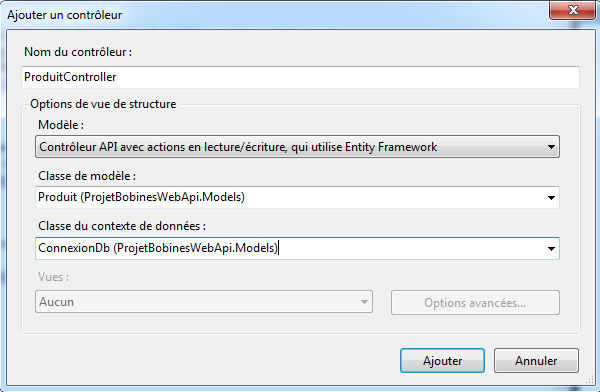 Ajouter un contrôleur
Nom du contrôleur :
ProduitController
Options de vue de structure
Modèle :
Contrôleur API avec actions en lecture/écriture, qui utilise Entity Framework
Classe de modèle :
Produit (ProjetBobinesWebApi.Models)
Classe du contexte de données :
ConnexionDb (ProjetBobinesWebApi.Models)
Vues :
Aucun
Options avancées...
Ajouter
Annuler